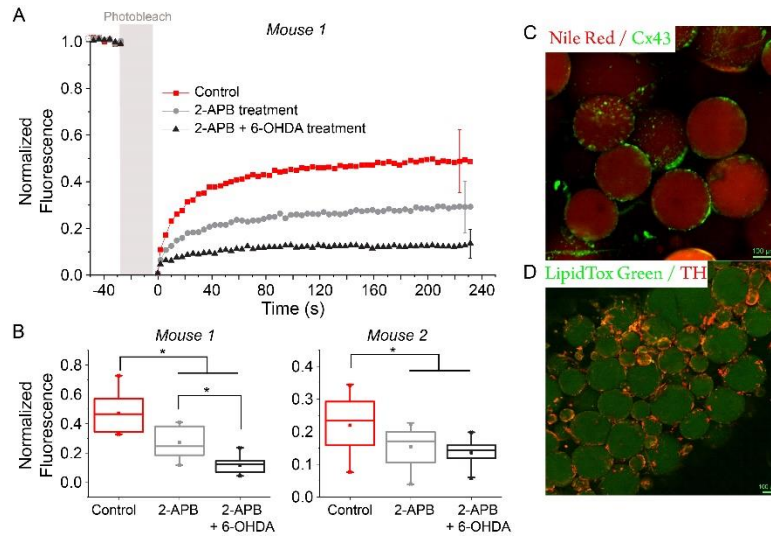 A
Photobleach
Mouse 1
1.0
0.8
0.6
0.4
0.2
0.0
Normalized
Fluorescence
Control
2-APB treatment
2-APB + 6-OHDA treatment
-40 0 40 80 120 160 200 240
Time (s)
B
Mouse 1
Mouse 2
Normalized
Fluorescence
0.8
0.6
0.4
0.2
0.0
*
*
Control 2-APB 2-APB
+ 6-OHDA
0.4
0.3
0.2
0.1
0.0
*
Control 2-APB 2-APB
+ 6-OHDA
C
Nile Red / Cx43
100 µm
D
LipidTox Green / TH